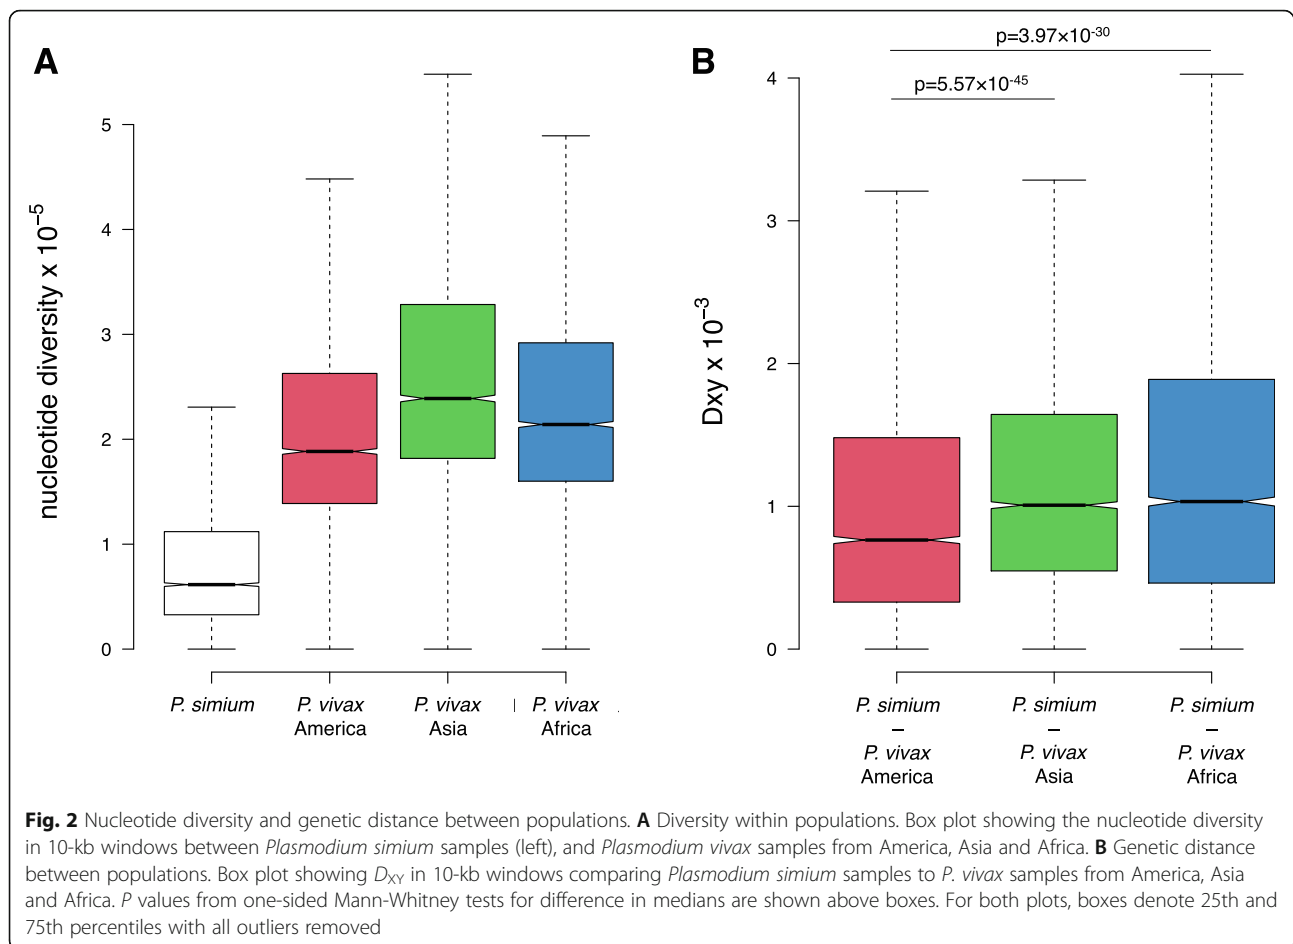 A
nucleotide diversity x 10⁻⁵
5
4
3
2
1
0
P. simium
P. vivax
America
P. vivax
Asia
P. vivax
Africa
B
p=3.97×10⁻³⁰
p=5.57×10⁻⁴⁵
Dxy x 10⁻³
4
3
2
1
0
P. simium
–
P. vivax
America
P. simium
–
P. vivax
Asia
P. simium
–
P. vivax
Africa
Fig. 2 Nucleotide diversity and genetic distance between populations. A Diversity within populations. Box plot showing the nucleotide diversity
in 10-kb windows between Plasmodium simium samples (left), and Plasmodium vivax samples from America, Asia and Africa. B Genetic distance
between populations. Box plot showing DXY in 10-kb windows comparing Plasmodium simium samples to P. vivax samples from America, Asia
and Africa. P values from one-sided Mann-Whitney tests for difference in medians are shown above boxes. For both plots, boxes denote 25th and
75th percentiles with all outliers removed